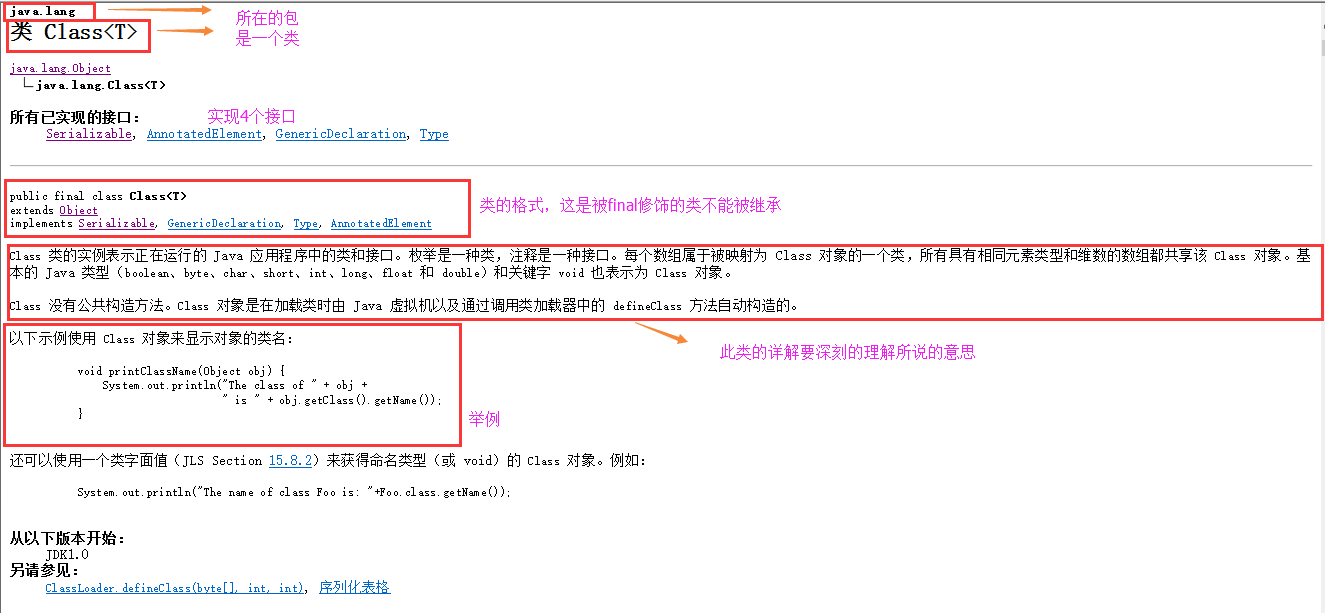 java.lang
所在的包
类 Class<T>
是一个类
java.lang.Object
java.lang.Class<T>
所有已实现的接口：
实现4个接口
Serializable, AnnotatedElement, GenericDeclaration, Type
public final class Class<T>
extends Object
implements Serializable, GenericDeclaration, Type, AnnotatedElement
类的格式，这是被final修饰的类不能被继承
Class 类的实例表示正在运行的 Java 应用程序中的类和接口。枚举是一种类，注释是一种接口。每个数组属于被映射为 Class 对象的一个类，所有具有相同元素类型和维数的数组都共享该 Class 对象。基
本的 Java 类型（boolean、byte、char、short、int、long、float 和 double）和关键字 void 也表示为 Class 对象。
Class 没有公共构造方法。Class 对象是在加载类时由 Java 虚拟机以及通过调用类加载器中的 defineClass 方法自动构造的。
以下示例使用 Class 对象来显示对象的类名：
此类的详解要深刻的理解所说的意思
void printClassName(Object obj) {
System.out.println("The class of " + obj +
" is " + obj.getClass().getName());
}
举例
还可以使用一个类字面值（JLS Section 15.8.2）来获得命名类型（或 void）的 Class 对象。例如：
System.out.println("The name of class Foo is: "+Foo.class.getName());
从以下版本开始：
JDK1.0
另请参见：
ClassLoader.defineClass(byte[], int, int), 序列化表格